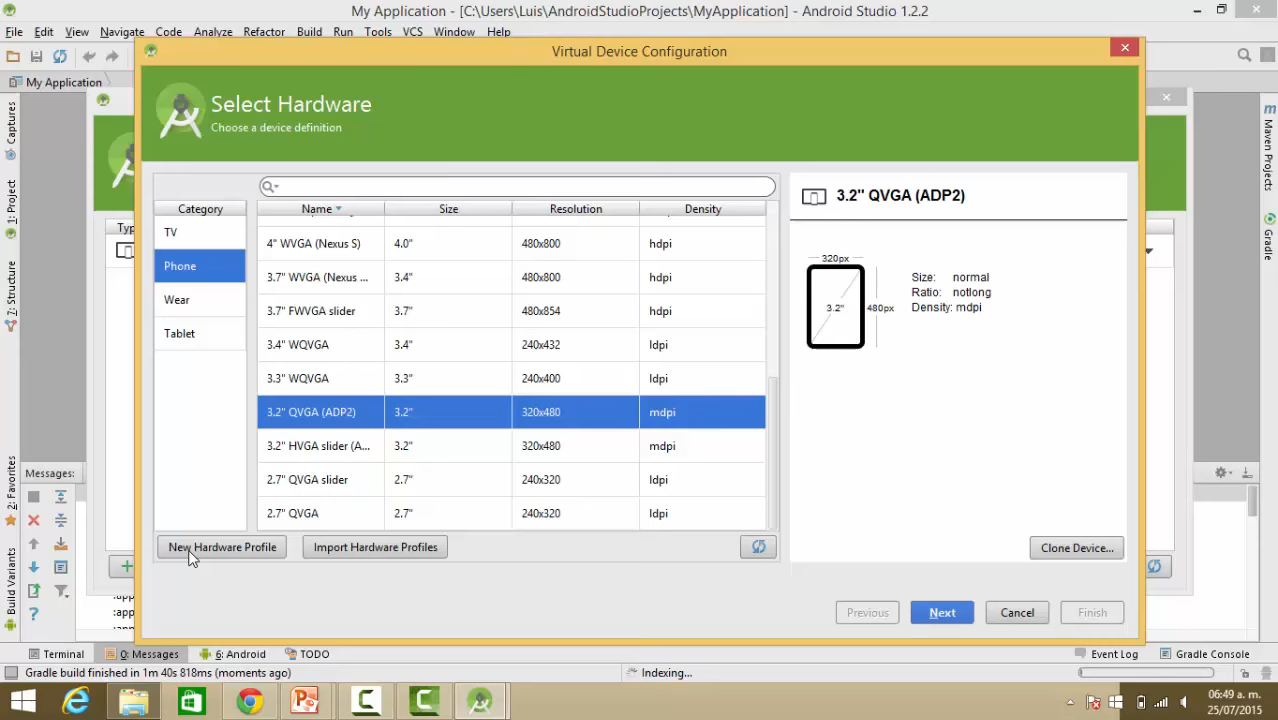 My Application - [C:\Users\Luis\AndroidStudioProjects\MyApplication] - Android Studio 1.2.2
File Edit View Navigate Code Analyze Refactor Build Run Tools VCS Window Help
Virtual Device Configuration
My Application
Select Hardware
Choose a device definition
Captures
1: Project
7: Structure
2: Favorites
Build Variants
Maven Projects
Gradle
Typ
Category
TV
Phone
Wear
Tablet
Name Size Resolution Density
4" WVGA (Nexus S) 4.0" 480x800 hdpi
3.7" WVGA (Nexus ... 3.4" 480x800 hdpi
3.7" FWVGA slider 3.7" 480x854 hdpi
3.4" WQVGA 3.4" 240x432 ldpi
3.3" WQVGA 3.3" 240x400 ldpi
3.2" QVGA (ADP2) 3.2" 320x480 mdpi
3.2" HVGA slider (A... 3.2" 320x480 mdpi
2.7" QVGA slider 2.7" 240x320 ldpi
2.7" QVGA 2.7" 240x320 ldpi
3.2" QVGA (ADP2)
320px
3.2"
480px
Size: normal
Ratio: notlong
Density: mdpi
New Hardware Profile Import Hardware Profiles Clone Device...
Previous Next Cancel Finish
Messages:
:app
:app
Terminal 0: Messages 6: Android TODO Event Log Gradle Console
Gradle build finished in 1m 40s 818ms (moments ago) Indexing...
06:49 a. m.
25/07/2015